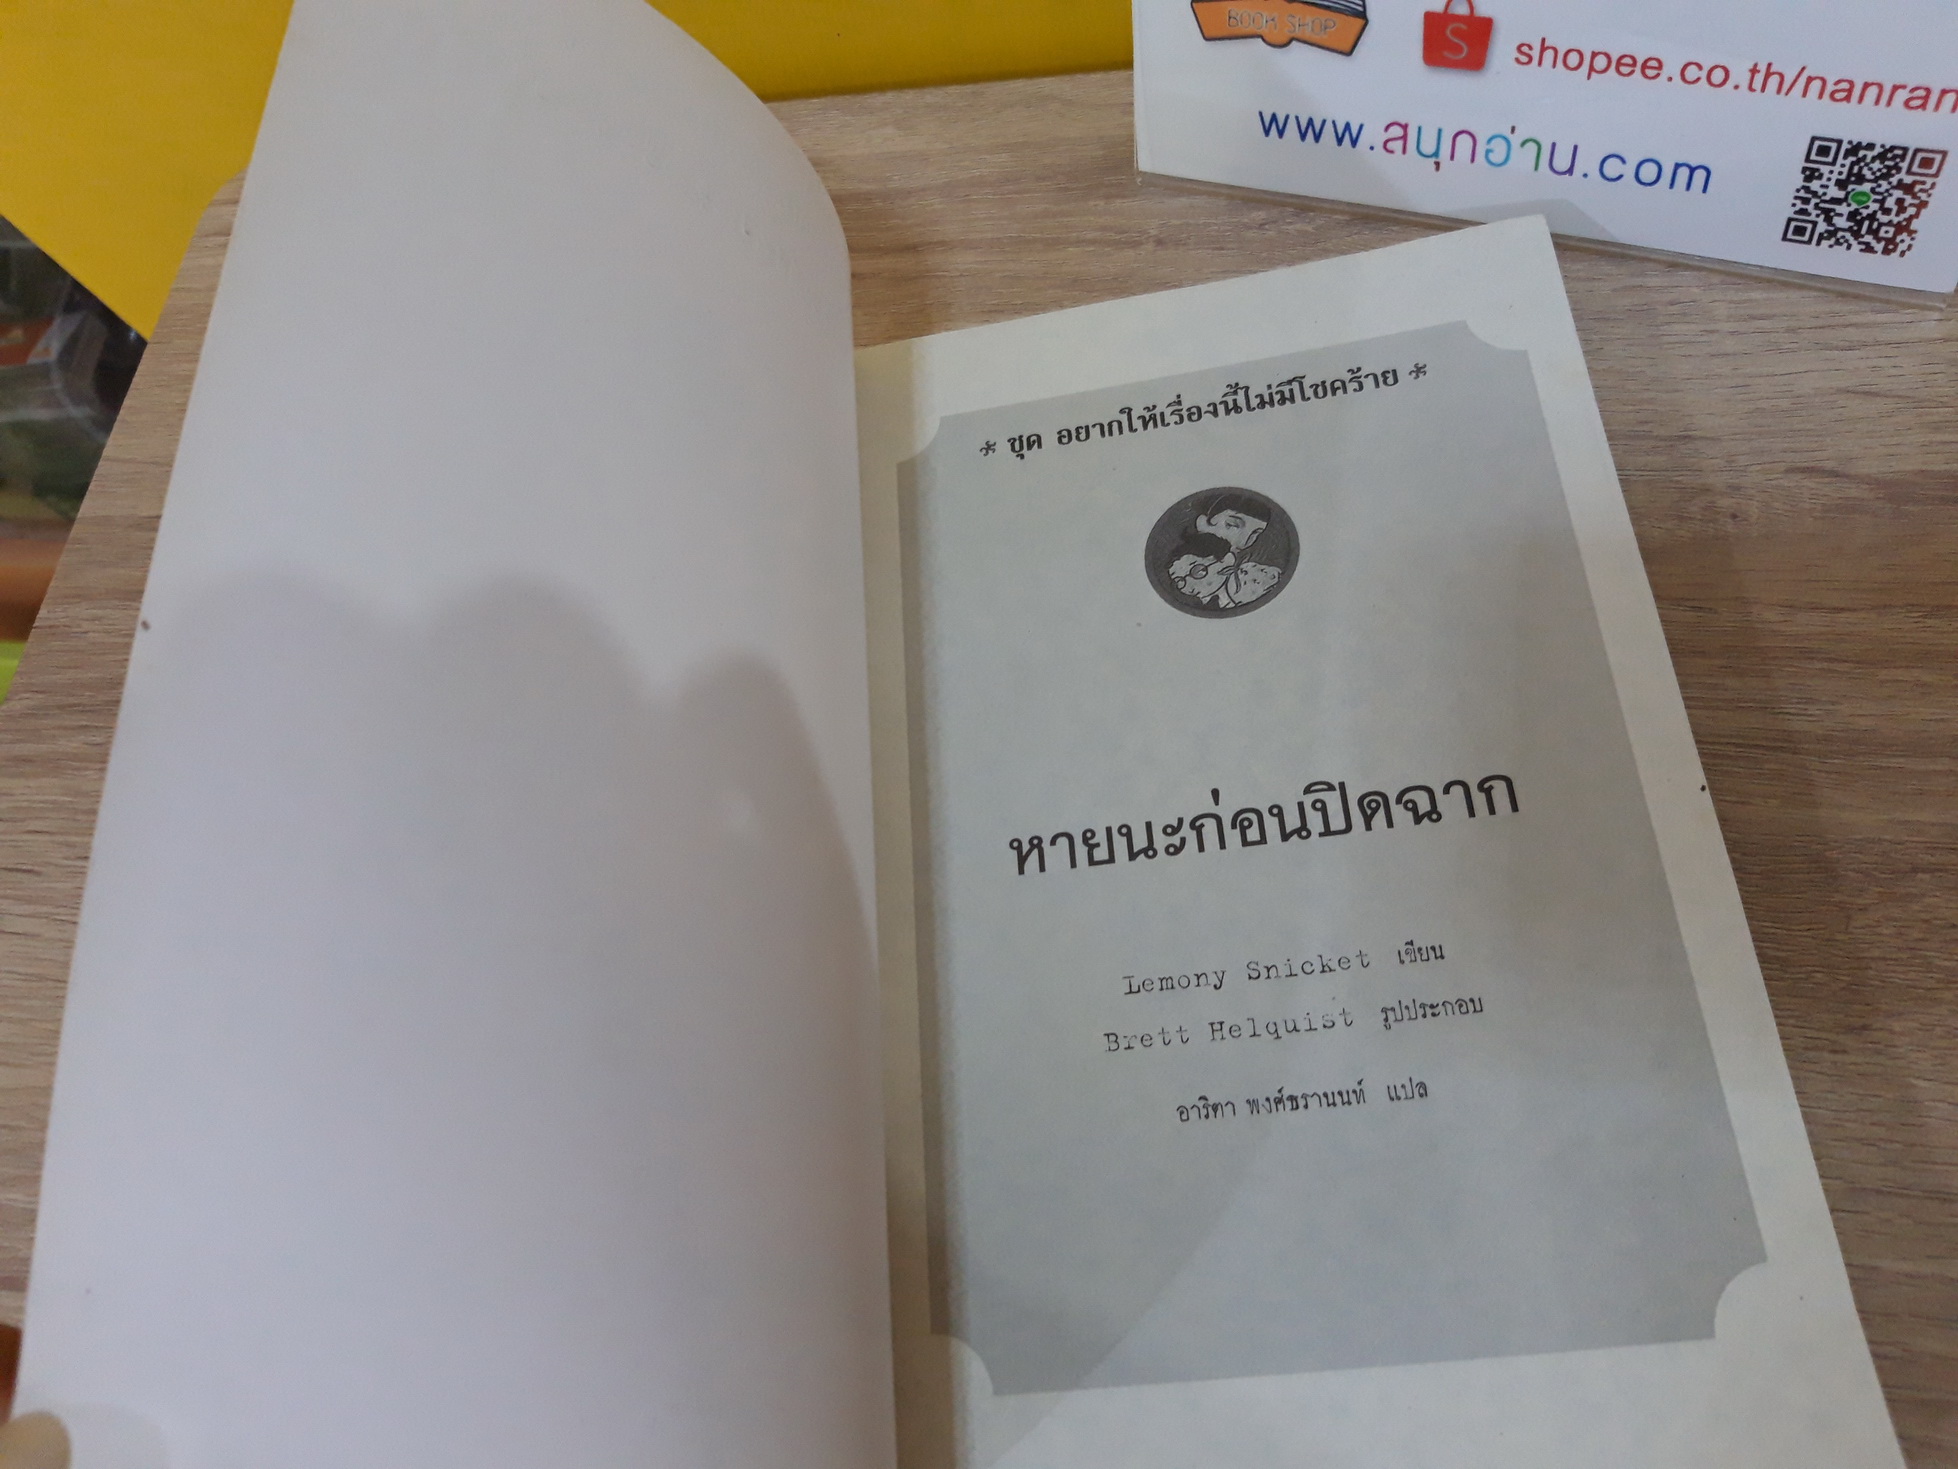 BOOK SHOP
S
shopee.co.th/nanran
www.สนุกอ่าน.com
ชุด อยากให้เรื่องนี้ไม่มีโชคร้าย
หายนะก่อนปิดฉาก
Lemony Snicket เขียน
Brett Helquist รูปประกอบ
อาริตา พงศ์ธรานนท์ แปล